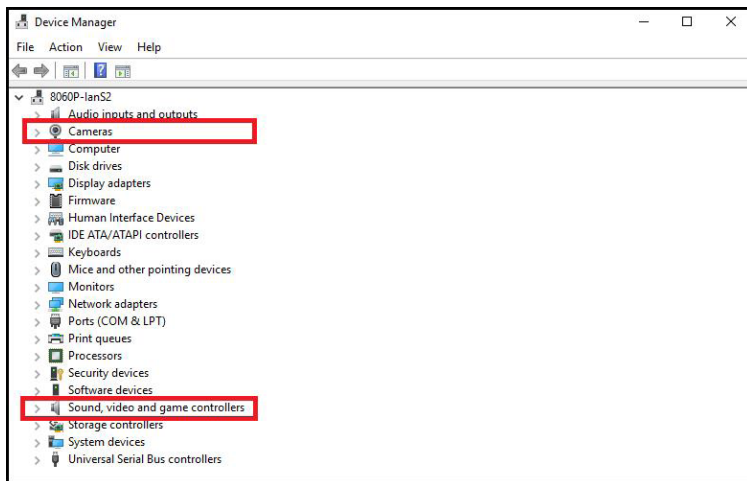 Device Manager
File Action View Help
8060P-IanS2
Audio inputs and outputs
Cameras
Computer
Disk drives
Display adapters
Firmware
Human Interface Devices
IDE ATA/ATAPI controllers
Keyboards
Mice and other pointing devices
Monitors
Network adapters
Ports (COM & LPT)
Print queues
Processors
Security devices
Software devices
Sound, video and game controllers
Storage controllers
System devices
Universal Serial Bus controllers